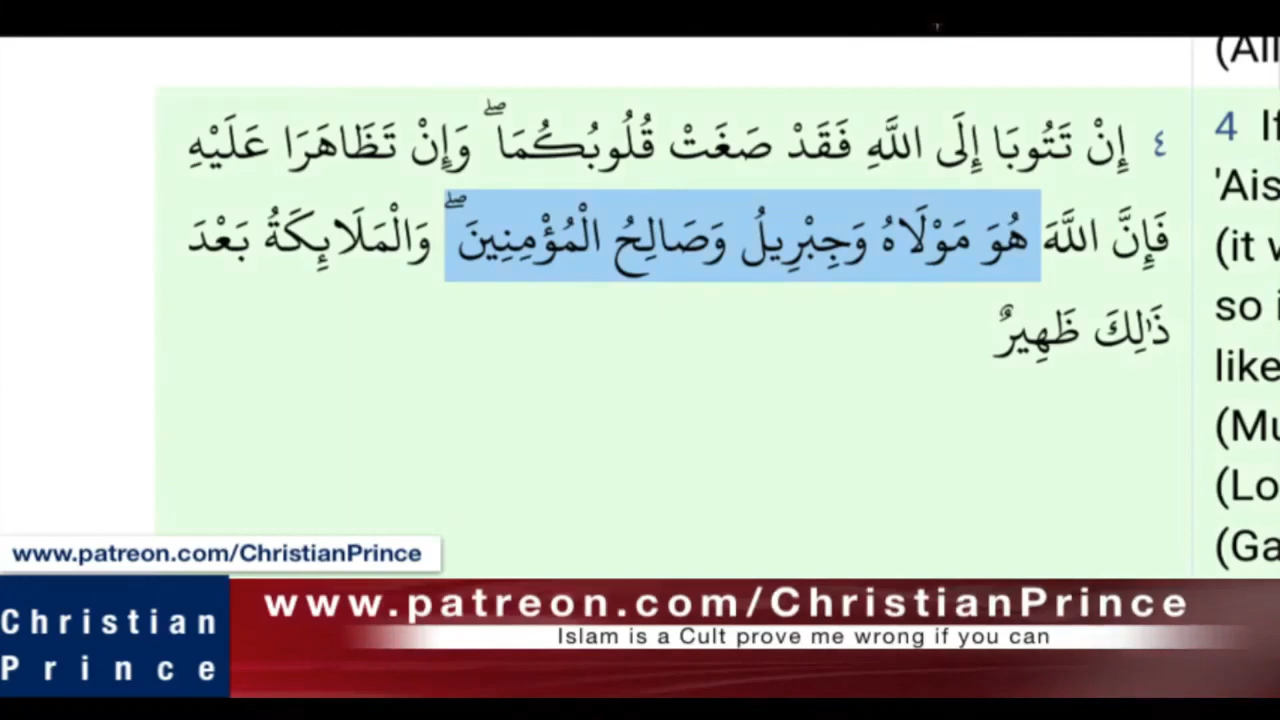 ٤ إِنْ تَتُوبَا إِلَى اللَّهِ فَقَدْ صَغَتْ قُلُوبُكُمَا ۖ وَإِنْ تَظَاهَرَا عَلَيْهِ
فَإِنَّ اللَّهَ هُوَ مَوْلَاهُ وَجِبْرِيلُ وَصَالِحُ الْمُؤْمِنِينَ ۖ وَالْمَلَائِكَةُ بَعْدَ
ذَٰلِكَ ظَهِيرٌ
(All
4 It
'Ais
(it w
so i
like
(Mu
(Lo
(Ga
www.patreon.com/ChristianPrince
Christian
Prince
www.patreon.com/ChristianPrince
Islam is a Cult prove me wrong if you can